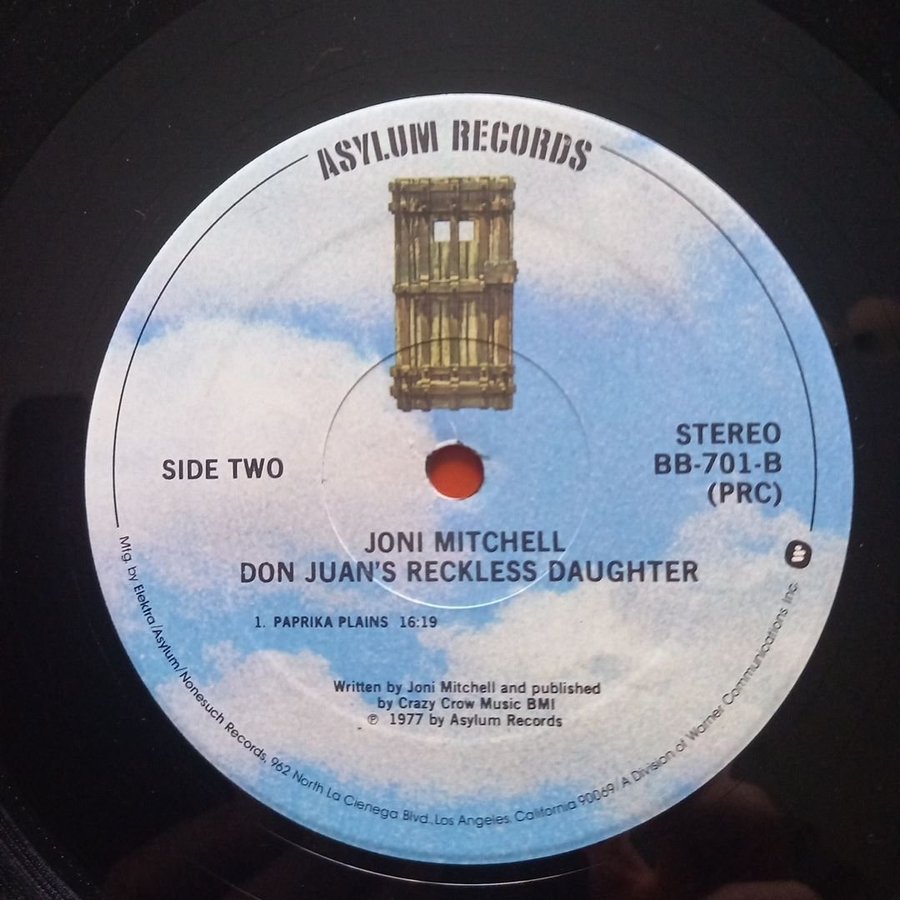 ASYLUM RECORDS
SIDE TWO
STEREO
BB-701-B
(PRC)
JONI MITCHELL
DON JUAN'S RECKLESS DAUGHTER
1. PAPRIKA PLAINS 16:19
Written by Joni Mitchell and published
by Crazy Crow Music BMI
℗ 1977 by Asylum Records
Mfg. by Elektra/Asylum/Nonesuch Records, 962 North La Cienega Blvd., Los Angeles, California 90069/A Division of Warner Communications Inc.